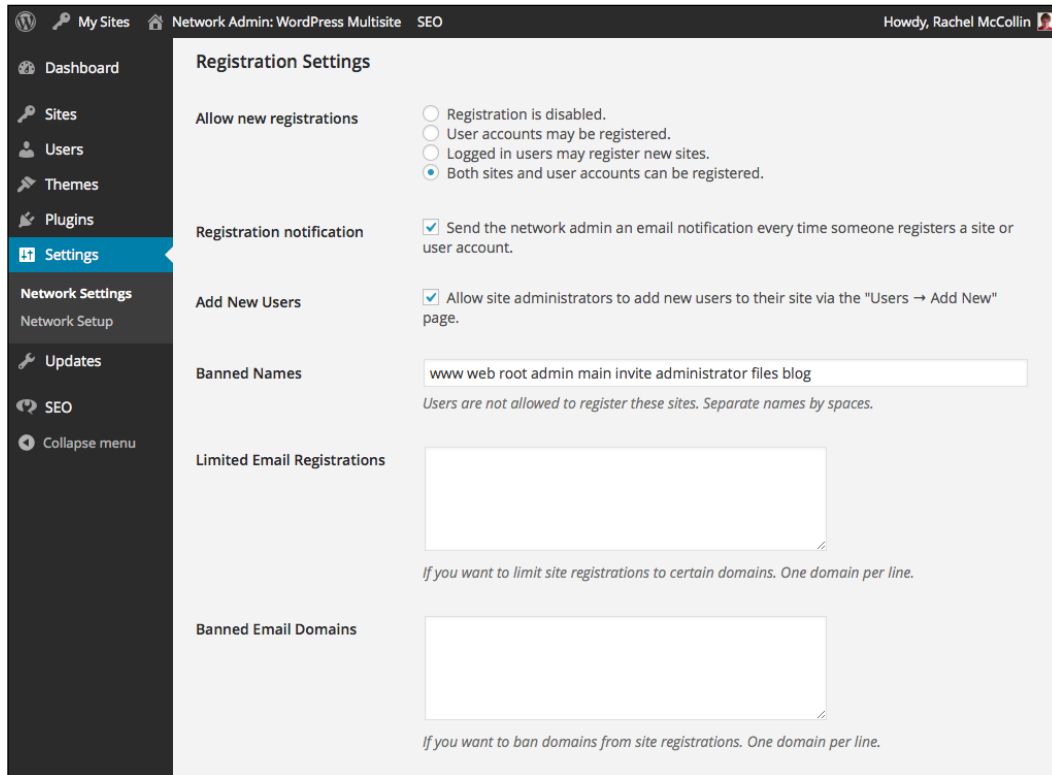 My Sites Network Admin: WordPress Multisite SEO Howdy, Rachel McCollin
Dashboard
Sites
Users
Themes
Plugins
Settings
Network Settings
Network Setup
Updates
SEO
Collapse menu
Registration Settings
Allow new registrations
Registration is disabled.
User accounts may be registered.
Logged in users may register new sites.
Both sites and user accounts can be registered.
Registration notification
Send the network admin an email notification every time someone registers a site or
user account.
Add New Users
Allow site administrators to add new users to their site via the "Users → Add New"
page.
Banned Names
www web root admin main invite administrator files blog
Users are not allowed to register these sites. Separate names by spaces.
Limited Email Registrations
If you want to limit site registrations to certain domains. One domain per line.
Banned Email Domains
If you want to ban domains from site registrations. One domain per line.